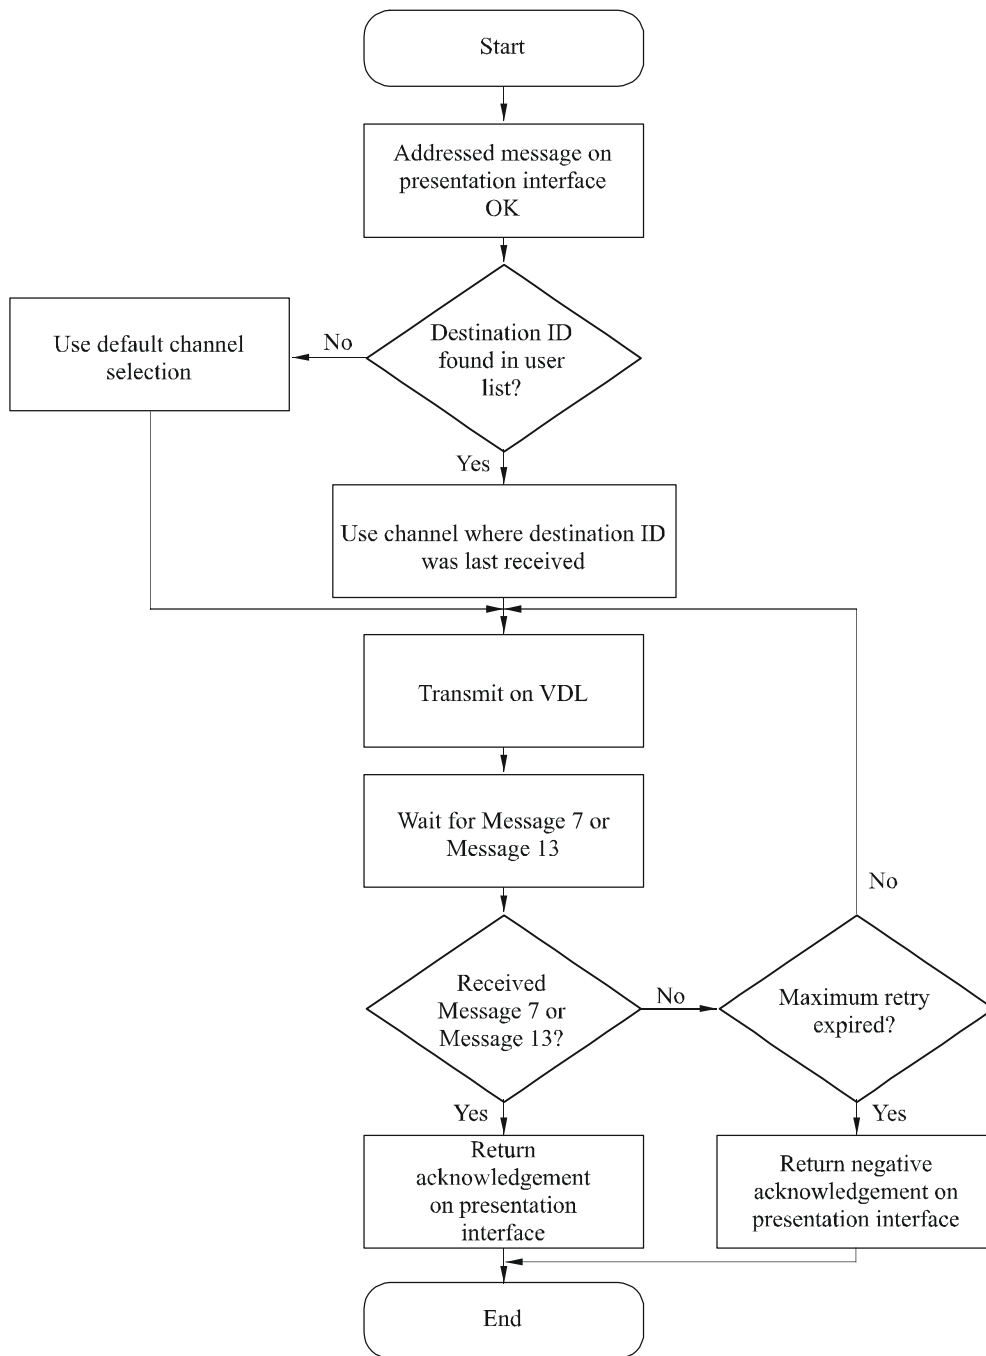 Start
Addressed message on
presentation interface
OK
Destination ID
found in user
list?
No
Use default channel
selection
Yes
Use channel where destination ID
was last received
Transmit on VDL
Wait for Message 7 or
Message 13
No
Received
Message 7 or
Message 13?
No
Maximum retry
expired?
Yes
Yes
Return
acknowledgement
on presentation
interface
Return negative
acknowledgement on
presentation interface
End